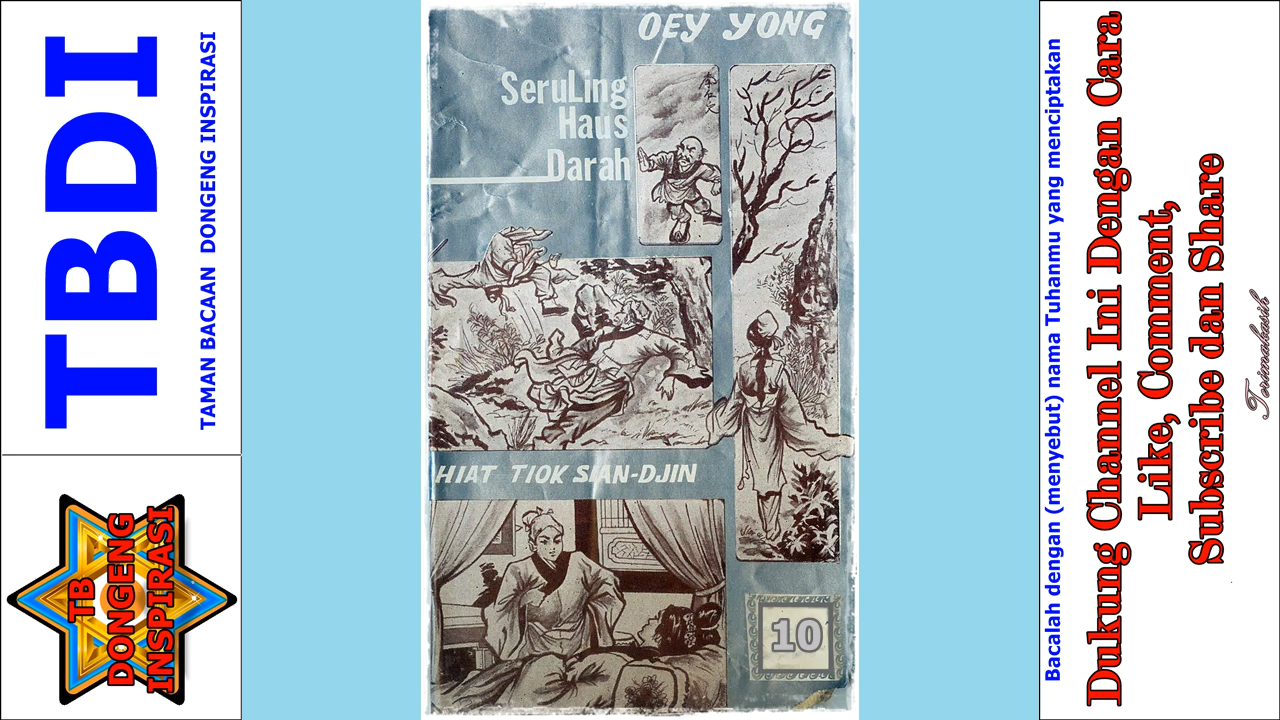 TBDI
TAMAN BACAAN DONGENG INSPIRASI
TB
DONGENG
INSPIRASI
OEY YONG
SeruLing
Haus
Darah
HIAT TIOK SIAN-DJIN
10
Bacalah dengan (menyebut) nama Tuhanmu yang menciptakan
Dukung Channel Ini Dengan Cara
Like, Comment,
Subscribe dan Share
Terimakasih